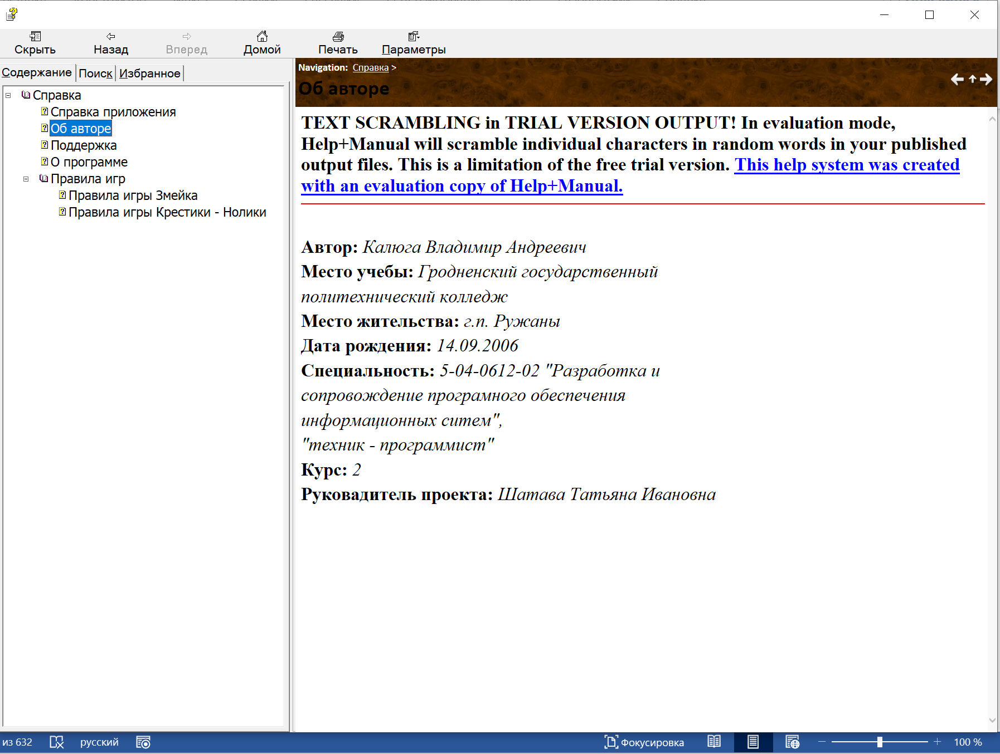 Скрыть
Назад
Вперед
Домой
Печать
Параметры
Содержание
Поиск
Избранное
Справка
Справка приложения
Об авторе
Поддержка
О программе
Правила игр
Правила игры Змейка
Правила игры Крестики - Нолики
Navigation: Справка >
Об авторе
TEXT SCRAMBLING in TRIAL VERSION OUTPUT! In evaluation mode,
Help+Manual will scramble individual characters in random words in your published
output files. This is a limitation of the free trial version. This help system was created
with an evaluation copy of Help+Manual.
Автор: Калюга Владимир Андреевич
Место учебы: Гродненский государственный
политехнический колледж
Место жительства: г.п. Ружаны
Дата рождения: 14.09.2006
Специальность: 5-04-0612-02 "Разработка и
сопровождение програмного обеспечения
информационных ситем",
"техник - программист"
Курс: 2
Руковадитель проекта: Шатава Татьяна Ивановна
из 632
русский
Фокусировка
100 %